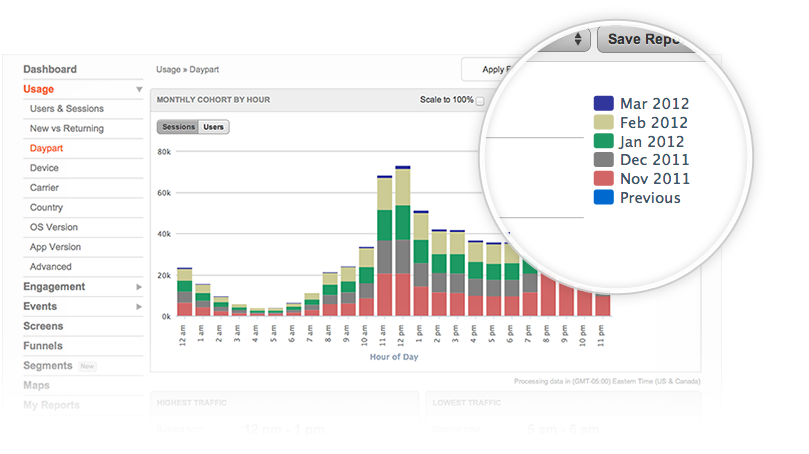 Save Repo
Dashboard
Usage » Daypart
Apply
Usage
Users & Sessions
New vs Returning
Daypart
Device
Carrier
Country
OS Version
App Version
Advanced
Engagement
Events
Screens
Funnels
Segments New
Maps
My Reports
MONTHLY COHORT BY HOUR
Scale to 100%
Sessions Users
80k
60k
40k
20k
0k
12 am 1 am 2 am 3 am 4 am 5 am 6 am 7 am 8 am 9 am 10 am 11 am 12 pm 1 pm 2 pm 3 pm 4 pm 5 pm 6 pm 7 pm 8 pm 9 pm 10 pm 11 pm
Hour of Day
Mar 2012
Feb 2012
Jan 2012
Dec 2011
Nov 2011
Previous
Processing data in (GMT-05:00) Eastern Time (US & Canada)
HIGHEST TRAFFIC
LOWEST TRAFFIC
12 pm - 1 pm